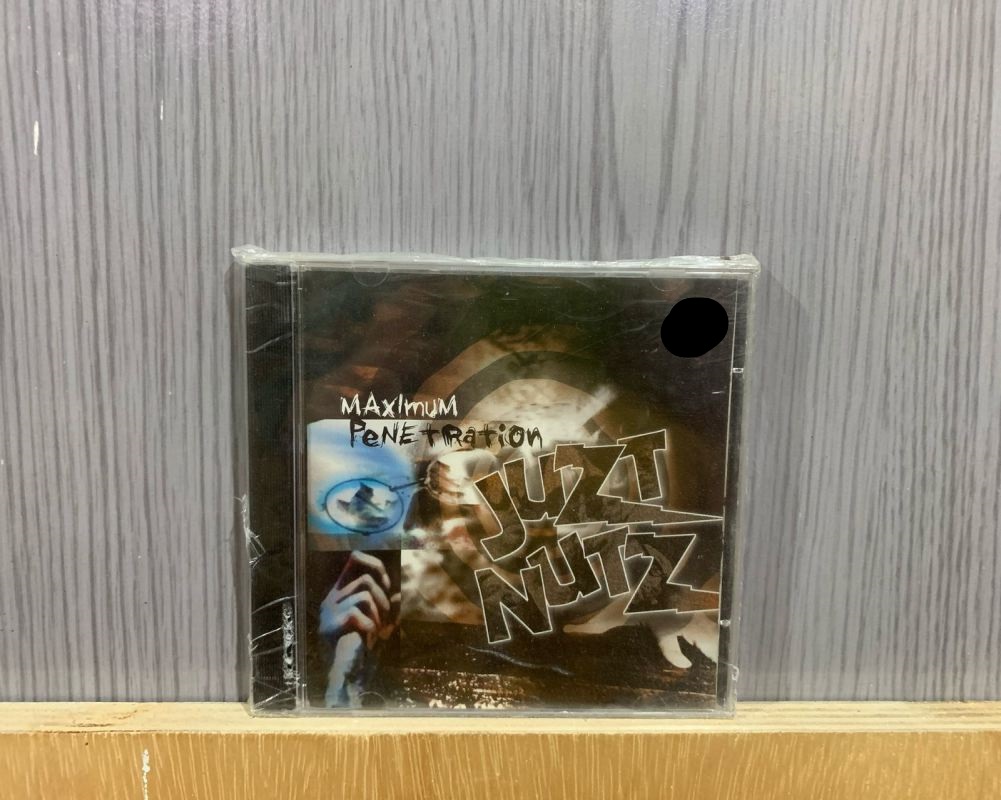 MAxImuM
PeNEtRation
JUZT
NUTZ